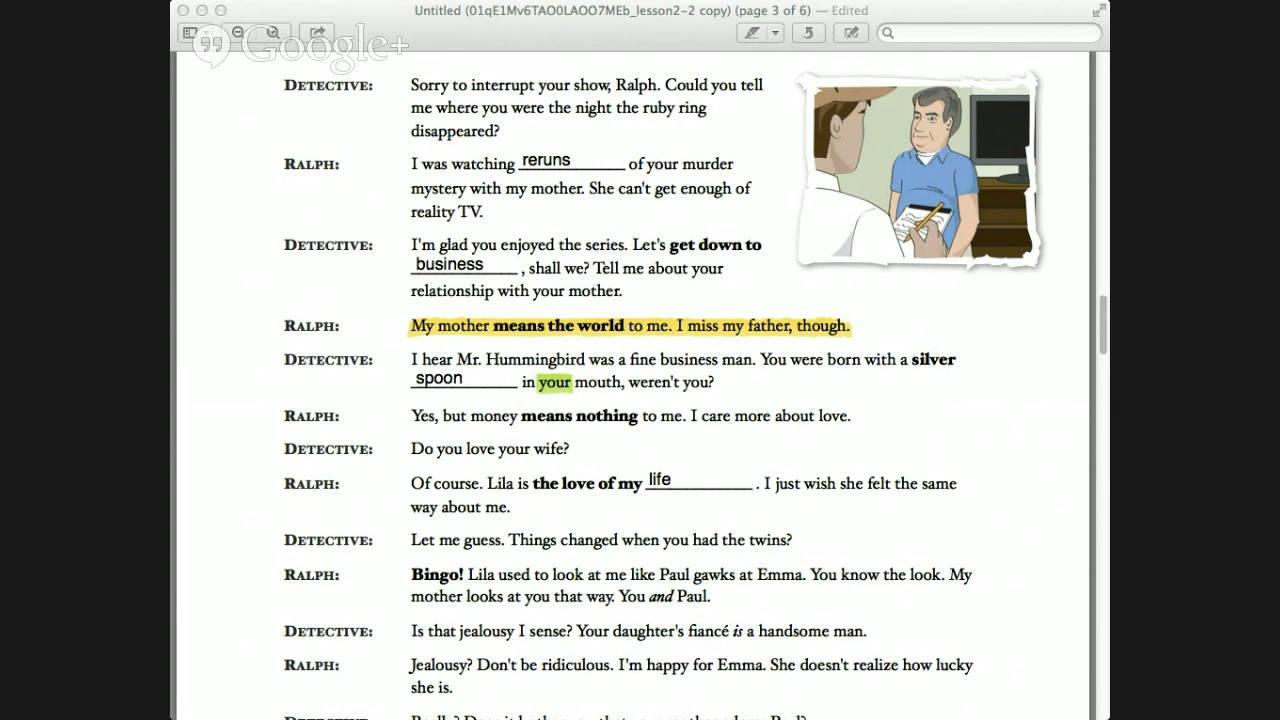 Untitled (01qE1Mv6TAO0LAOO7MEb_lesson2-2 copy) (page 3 of 6) — Edited
Google+
DETECTIVE: Sorry to interrupt your show, Ralph. Could you tell
me where you were the night the ruby ring
disappeared?
RALPH: I was watching reruns of your murder
mystery with my mother. She can't get enough of
reality TV.
DETECTIVE: I'm glad you enjoyed the series. Let's get down to
business, shall we? Tell me about your
relationship with your mother.
RALPH: My mother means the world to me. I miss my father, though.
DETECTIVE: I hear Mr. Hummingbird was a fine business man. You were born with a silver
spoon in your mouth, weren't you?
RALPH: Yes, but money means nothing to me. I care more about love.
DETECTIVE: Do you love your wife?
RALPH: Of course. Lila is the love of my life. I just wish she felt the same
way about me.
DETECTIVE: Let me guess. Things changed when you had the twins?
RALPH: Bingo! Lila used to look at me like Paul gawks at Emma. You know the look. My
mother looks at you that way. You and Paul.
DETECTIVE: Is that jealousy I sense? Your daughter's fiancé is a handsome man.
RALPH: Jealousy? Don't be ridiculous. I'm happy for Emma. She doesn't realize how lucky
she is.